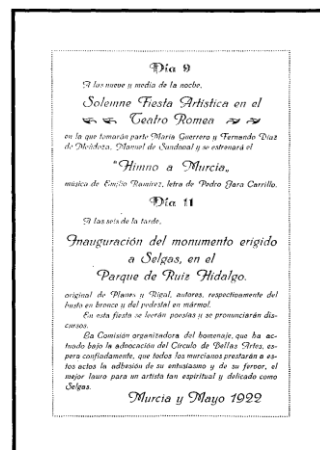 Día 9
A las nueve y media de la noche,
Solemne Fiesta Artística en el
Teatro Romea
en la que tomarán parte María Guerrero y Fernando Díaz
de Mendoza, Manuel de Sandoval y se estrenará el
"Himno a Murcia„
música de Emilio Ramírez, letra de Pedro Jara Carrillo.
Día 11
A las seis de la tarde,
Inauguración del monumento erigido
a Selgas, en el
Parque de Ruiz Hidalgo.
original de Planes y Nigal, autores, respectivamente del
busto en bronce y del pedestal en mármol.
En esta fiesta se leerán poesías y se pronunciarán dis-
cursos.
La Comisión organizadora del homenaje, que ha ac-
tuado bajo la advocación del Círculo de Bellas Artes, es-
pera confiadamente, que todos los murcianos prestarán a es-
tos actos la adhesión de su entusiasmo y de su fervor, el
mejor lauro para un artista tan espiritual y delicado como
Selgas.
Murcia y Mayo 1922